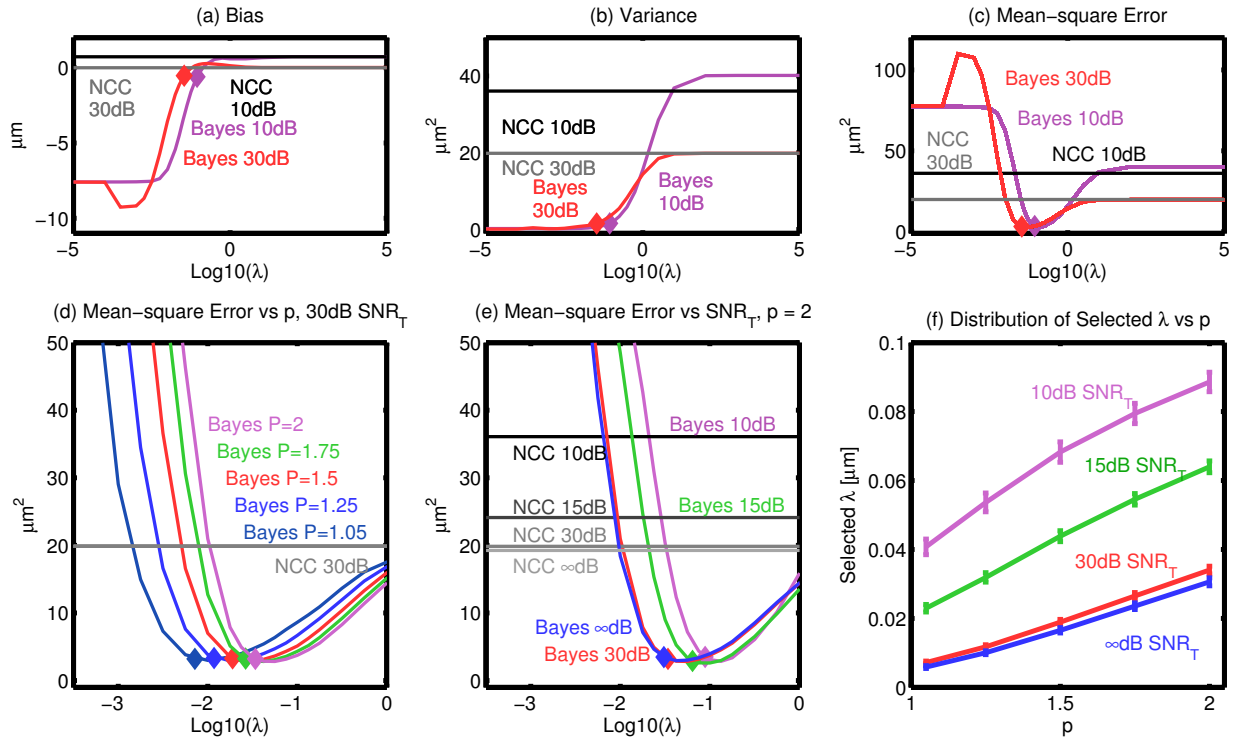 (a) Bias
0
−5
−10
μm
NCC
30dB
NCC
10dB
Bayes 10dB
Bayes 30dB
−5
0
5
Log10(λ)
(b) Variance
40
20
0
μm²
NCC 10dB
NCC 30dB
Bayes
30dB
Bayes
10dB
−5
0
5
Log10(λ)
(c) Mean−square Error
100
50
0
μm²
Bayes 30dB
Bayes 10dB
NCC
30dB
NCC 10dB
−5
0
5
Log10(λ)
(d) Mean−square Error vs p, 30dB SNR_T
50
40
30
20
10
0
μm²
Bayes P=2
Bayes P=1.75
Bayes P=1.5
Bayes P=1.25
Bayes P=1.05
NCC 30dB
−3
−2
−1
0
Log10(λ)
(e) Mean−square Error vs SNR_T, p = 2
50
40
30
20
10
0
μm²
Bayes 10dB
NCC 10dB
NCC 15dB
Bayes 15dB
NCC 30dB
NCC ∞dB
Bayes ∞dB
Bayes 30dB
−3
−2
−1
0
Log10(λ)
(f) Distribution of Selected λ vs p
0.1
0.08
0.06
0.04
0.02
0
Selected λ [μm]
10dB SNR_T
15dB SNR_T
30dB SNR_T
∞dB SNR_T
1
1.5
2
p